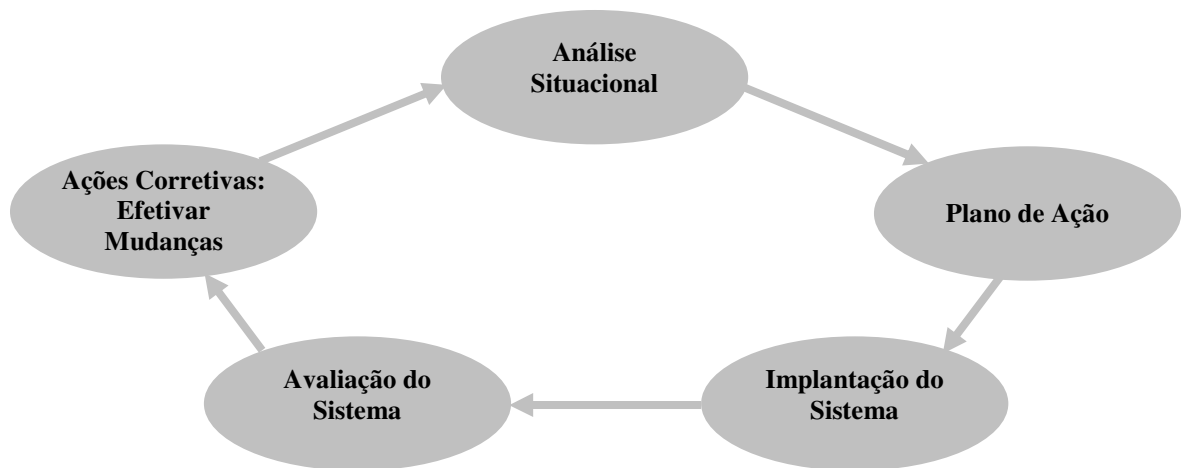 Análise
Situacional
Plano de Ação
Implantação do
Sistema
Avaliação do
Sistema
Ações Corretivas:
Efetivar
Mudanças